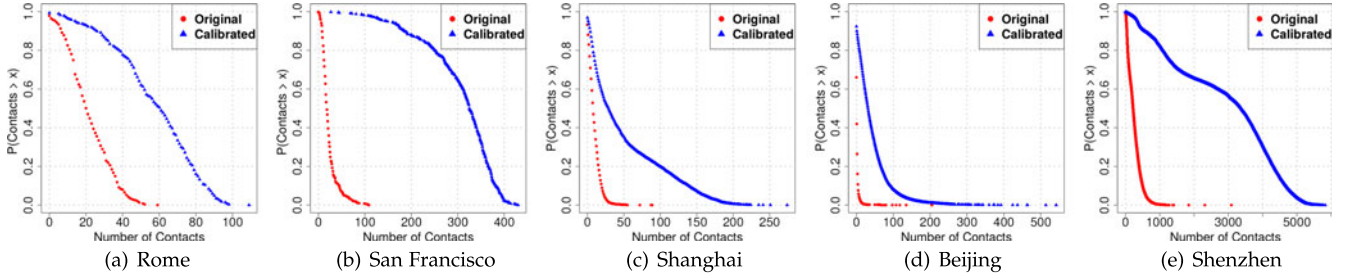 P(Contacts > x)
0.0 0.2 0.4 0.6 0.8 1.0
Original
Calibrated
0 20 40 60 80 100
Number of Contacts
(a) Rome
P(Contacts > x)
0.0 0.2 0.4 0.6 0.8 1.0
Original
Calibrated
0 100 200 300 400
Number of Contacts
(b) San Francisco
P(Contacts > x)
0.0 0.2 0.4 0.6 0.8 1.0
Original
Calibrated
0 50 100 150 200 250
Number of Contacts
(c) Shanghai
P(Contacts > x)
0.0 0.2 0.4 0.6 0.8 1.0
Original
Calibrated
0 100 200 300 400 500
Number of Contacts
(d) Beijing
P(Contacts > x)
0.0 0.2 0.4 0.6 0.8 1.0
Original
Calibrated
0 1000 3000 5000
Number of Contacts
(e) Shenzhen